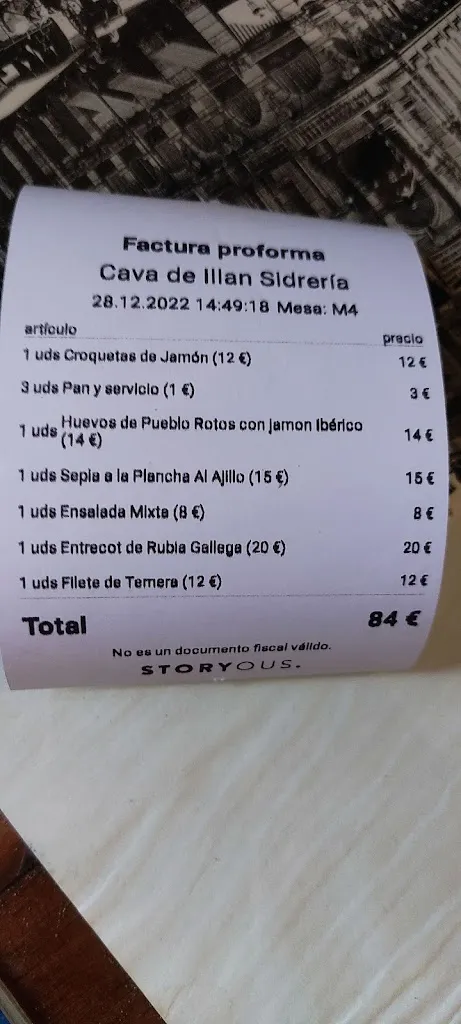 Factura proforma
Cava de Illan Sidrería
28.12.2022 14:49:18 Mesa: M4
artículo precio
1 uds Croquetas de Jamón (12 €) 12 €
3 uds Pan y servicio (1 €) 3 €
1 uds Huevos de Pueblo Rotos con jamon Ibérico (14 €) 14 €
1 uds Sepia a la Plancha Al Ajillo (15 €) 15 €
1 uds Ensalada Mixta (8 €) 8 €
1 uds Entrecot de Rubia Gallega (20 €) 20 €
1 uds Filete de Ternera (12 €) 12 €
Total 84 €
No es un documento fiscal válido.
STORYOUS.